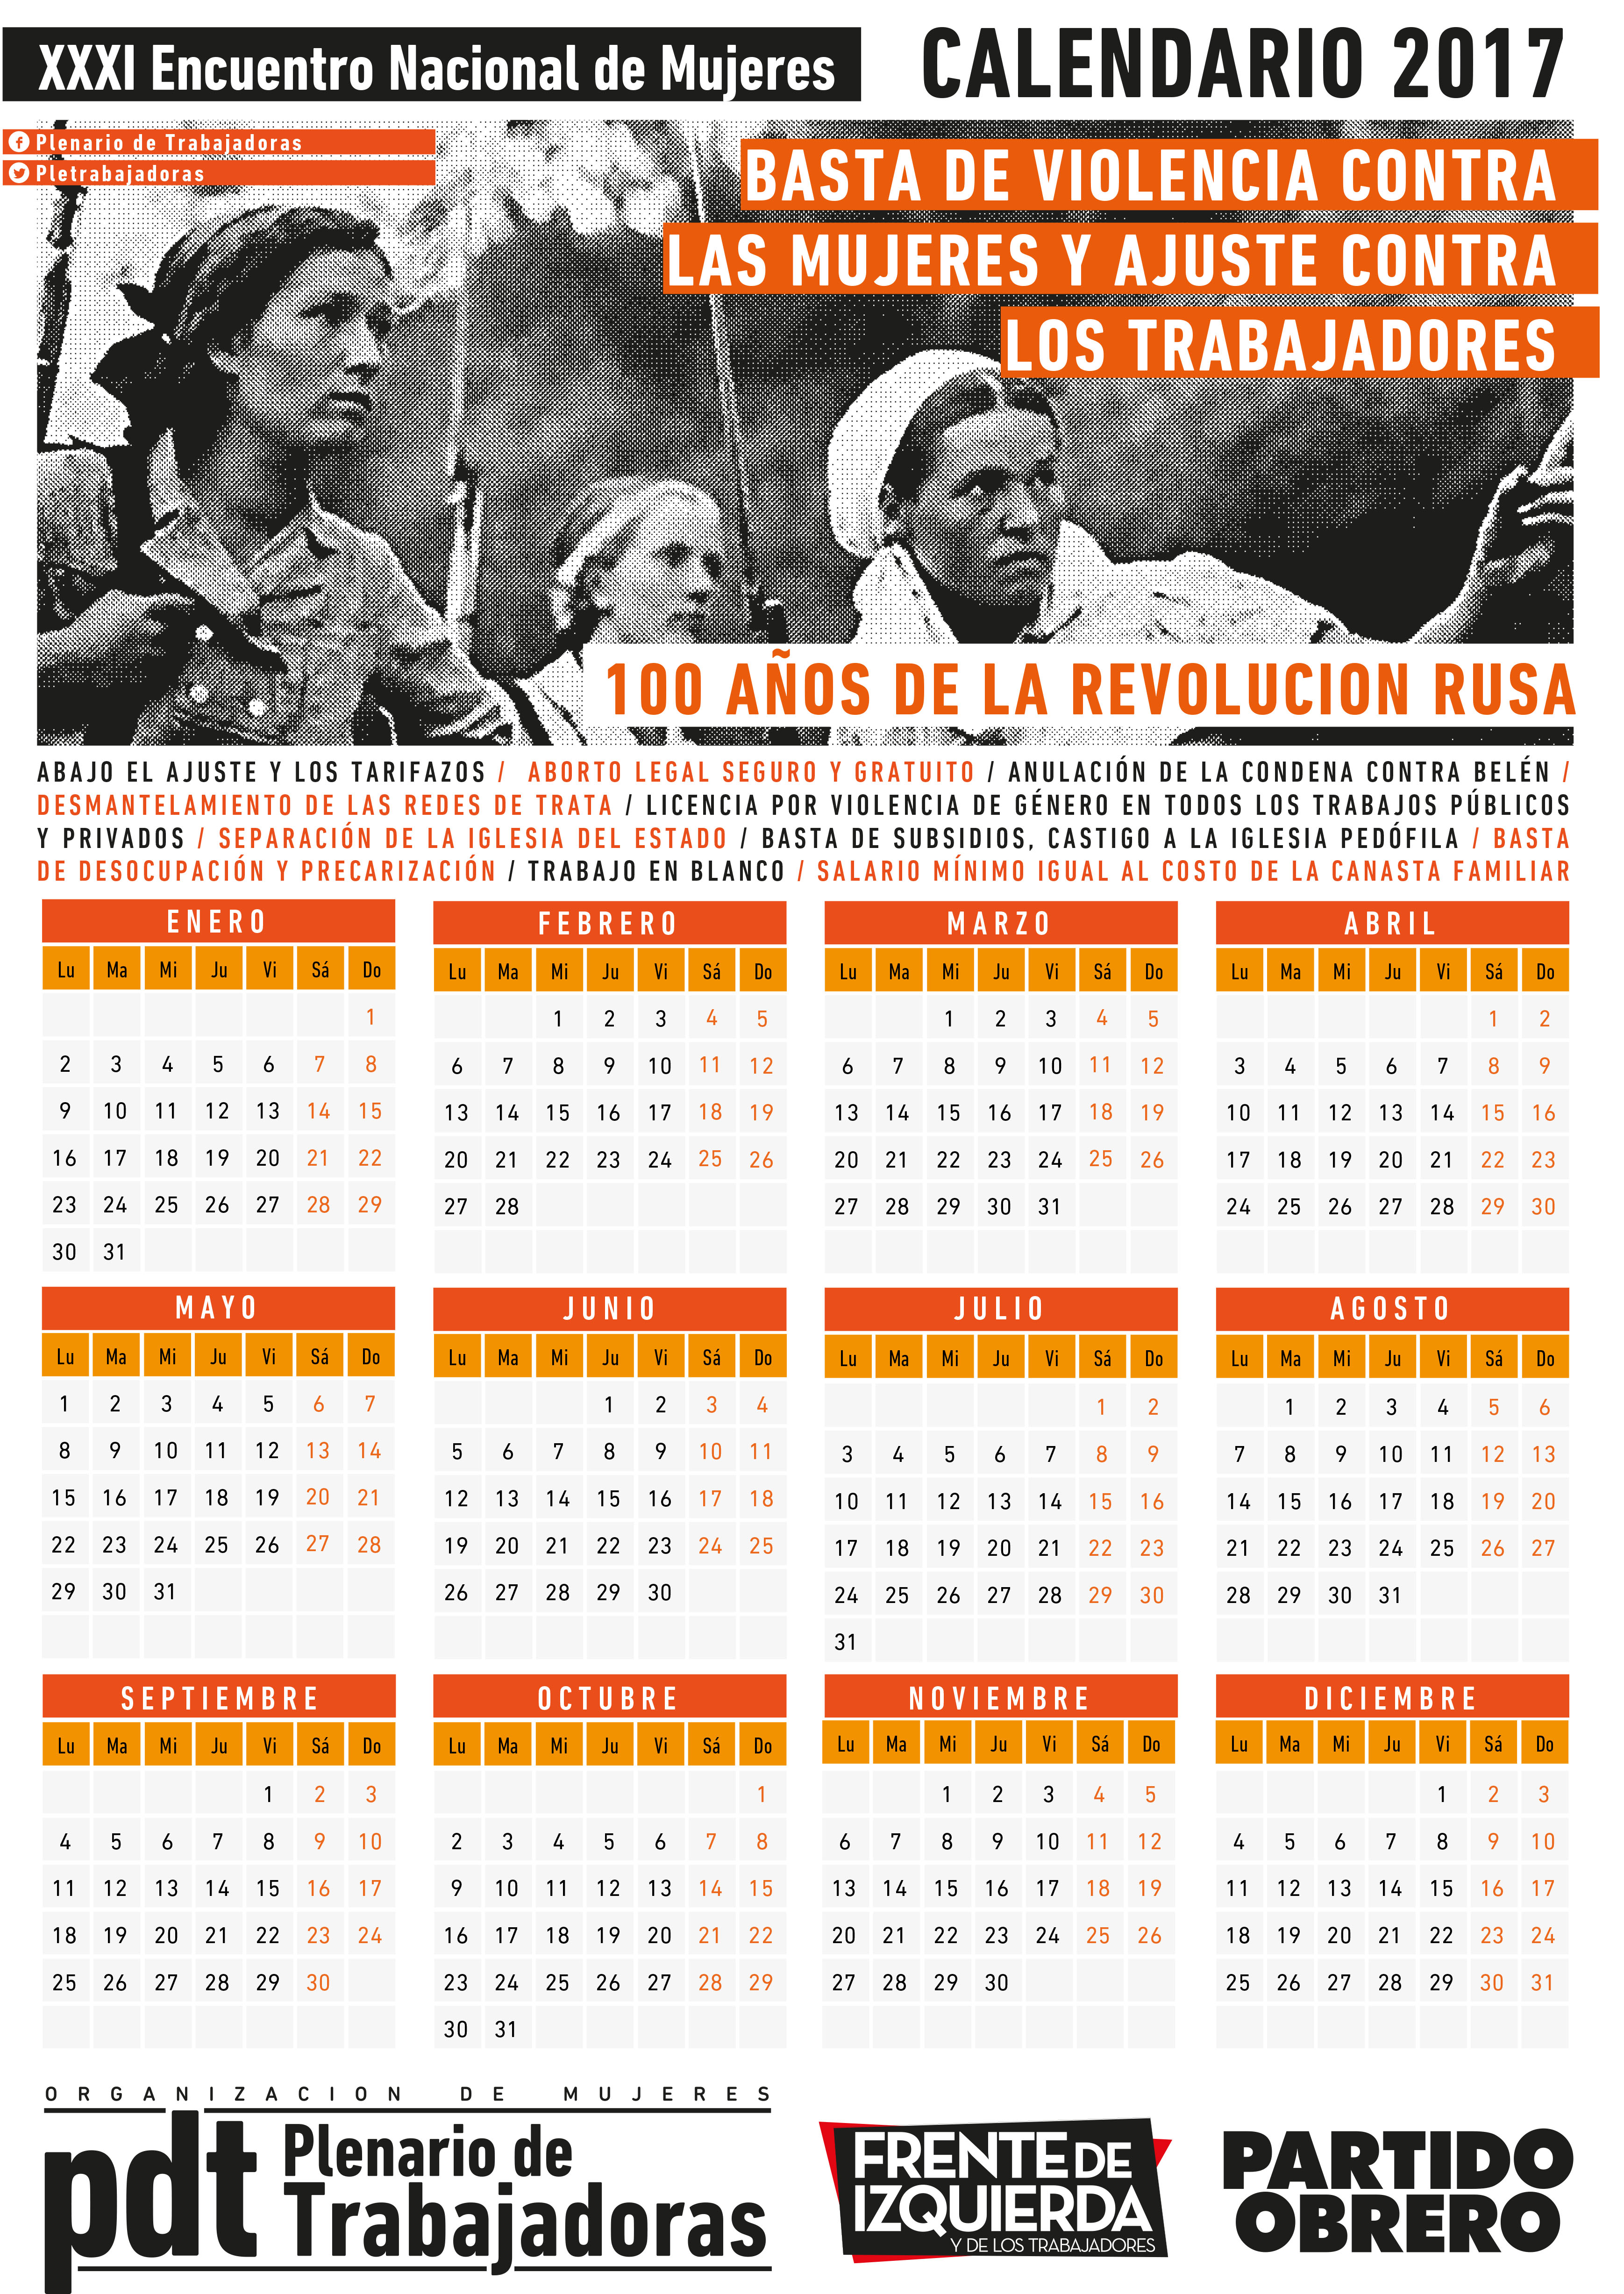 XXXI Encuentro Nacional de Mujeres
CALENDARIO 2017
Plenario de Trabajadoras
Pletrabajadoras
BASTA DE VIOLENCIA CONTRA
LAS MUJERES Y AJUSTE CONTRA
LOS TRABAJADORES
100 AÑOS DE LA REVOLUCION RUSA
ABAJO EL AJUSTE Y LOS TARIFAZOS / ABORTO LEGAL SEGURO Y GRATUITO / ANULACIÓN DE LA CONDENA CONTRA BELÉN /
DESMANTELAMIENTO DE LAS REDES DE TRATA / LICENCIA POR VIOLENCIA DE GÉNERO EN TODOS LOS TRABAJOS PÚBLICOS
Y PRIVADOS / SEPARACIÓN DE LA IGLESIA DEL ESTADO / BASTA DE SUBSIDIOS, CASTIGO A LA IGLESIA PEDÓFILA / BASTA
DE DESOCUPACIÓN Y PRECARIZACIÓN / TRABAJO EN BLANCO / SALARIO MÍNIMO IGUAL AL COSTO DE LA CANASTA FAMILIAR
ENERO
Lu Ma Mi Ju Vi Sá Do
1
2 3 4 5 6 7 8
9 10 11 12 13 14 15
16 17 18 19 20 21 22
23 24 25 26 27 28 29
30 31
FEBRERO
Lu Ma Mi Ju Vi Sá Do
1 2 3 4 5
6 7 8 9 10 11 12
13 14 15 16 17 18 19
20 21 22 23 24 25 26
27 28
MARZO
Lu Ma Mi Ju Vi Sá Do
1 2 3 4 5
6 7 8 9 10 11 12
13 14 15 16 17 18 19
20 21 22 23 24 25 26
27 28 29 30 31
ABRIL
Lu Ma Mi Ju Vi Sá Do
1 2
3 4 5 6 7 8 9
10 11 12 13 14 15 16
17 18 19 20 21 22 23
24 25 26 27 28 29 30
MAYO
Lu Ma Mi Ju Vi Sá Do
1 2 3 4 5 6 7
8 9 10 11 12 13 14
15 16 17 18 19 20 21
22 23 24 25 26 27 28
29 30 31
JUNIO
Lu Ma Mi Ju Vi Sá Do
1 2 3 4
5 6 7 8 9 10 11
12 13 14 15 16 17 18
19 20 21 22 23 24 25
26 27 28 29 30
JULIO
Lu Ma Mi Ju Vi Sá Do
1 2
3 4 5 6 7 8 9
10 11 12 13 14 15 16
17 18 19 20 21 22 23
24 25 26 27 28 29 30
31
AGOSTO
Lu Ma Mi Ju Vi Sá Do
1 2 3 4 5 6
7 8 9 10 11 12 13
14 15 16 17 18 19 20
21 22 23 24 25 26 27
28 29 30 31
SEPTIEMBRE
Lu Ma Mi Ju Vi Sá Do
1 2 3
4 5 6 7 8 9 10
11 12 13 14 15 16 17
18 19 20 21 22 23 24
25 26 27 28 29 30
OCTUBRE
Lu Ma Mi Ju Vi Sá Do
1
2 3 4 5 6 7 8
9 10 11 12 13 14 15
16 17 18 19 20 21 22
23 24 25 26 27 28 29
30 31
NOVIEMBRE
Lu Ma Mi Ju Vi Sá Do
1 2 3 4 5
6 7 8 9 10 11 12
13 14 15 16 17 18 19
20 21 22 23 24 25 26
27 28 29 30
DICIEMBRE
Lu Ma Mi Ju Vi Sá Do
1 2 3
4 5 6 7 8 9 10
11 12 13 14 15 16 17
18 19 20 21 22 23 24
25 26 27 28 29 30 31
ORGANIZACION DE MUJERES
pdt Plenario de
Trabajadoras
FRENTE DE
IZQUIERDA
Y DE LOS TRABAJADORES
PARTIDO
OBRERO